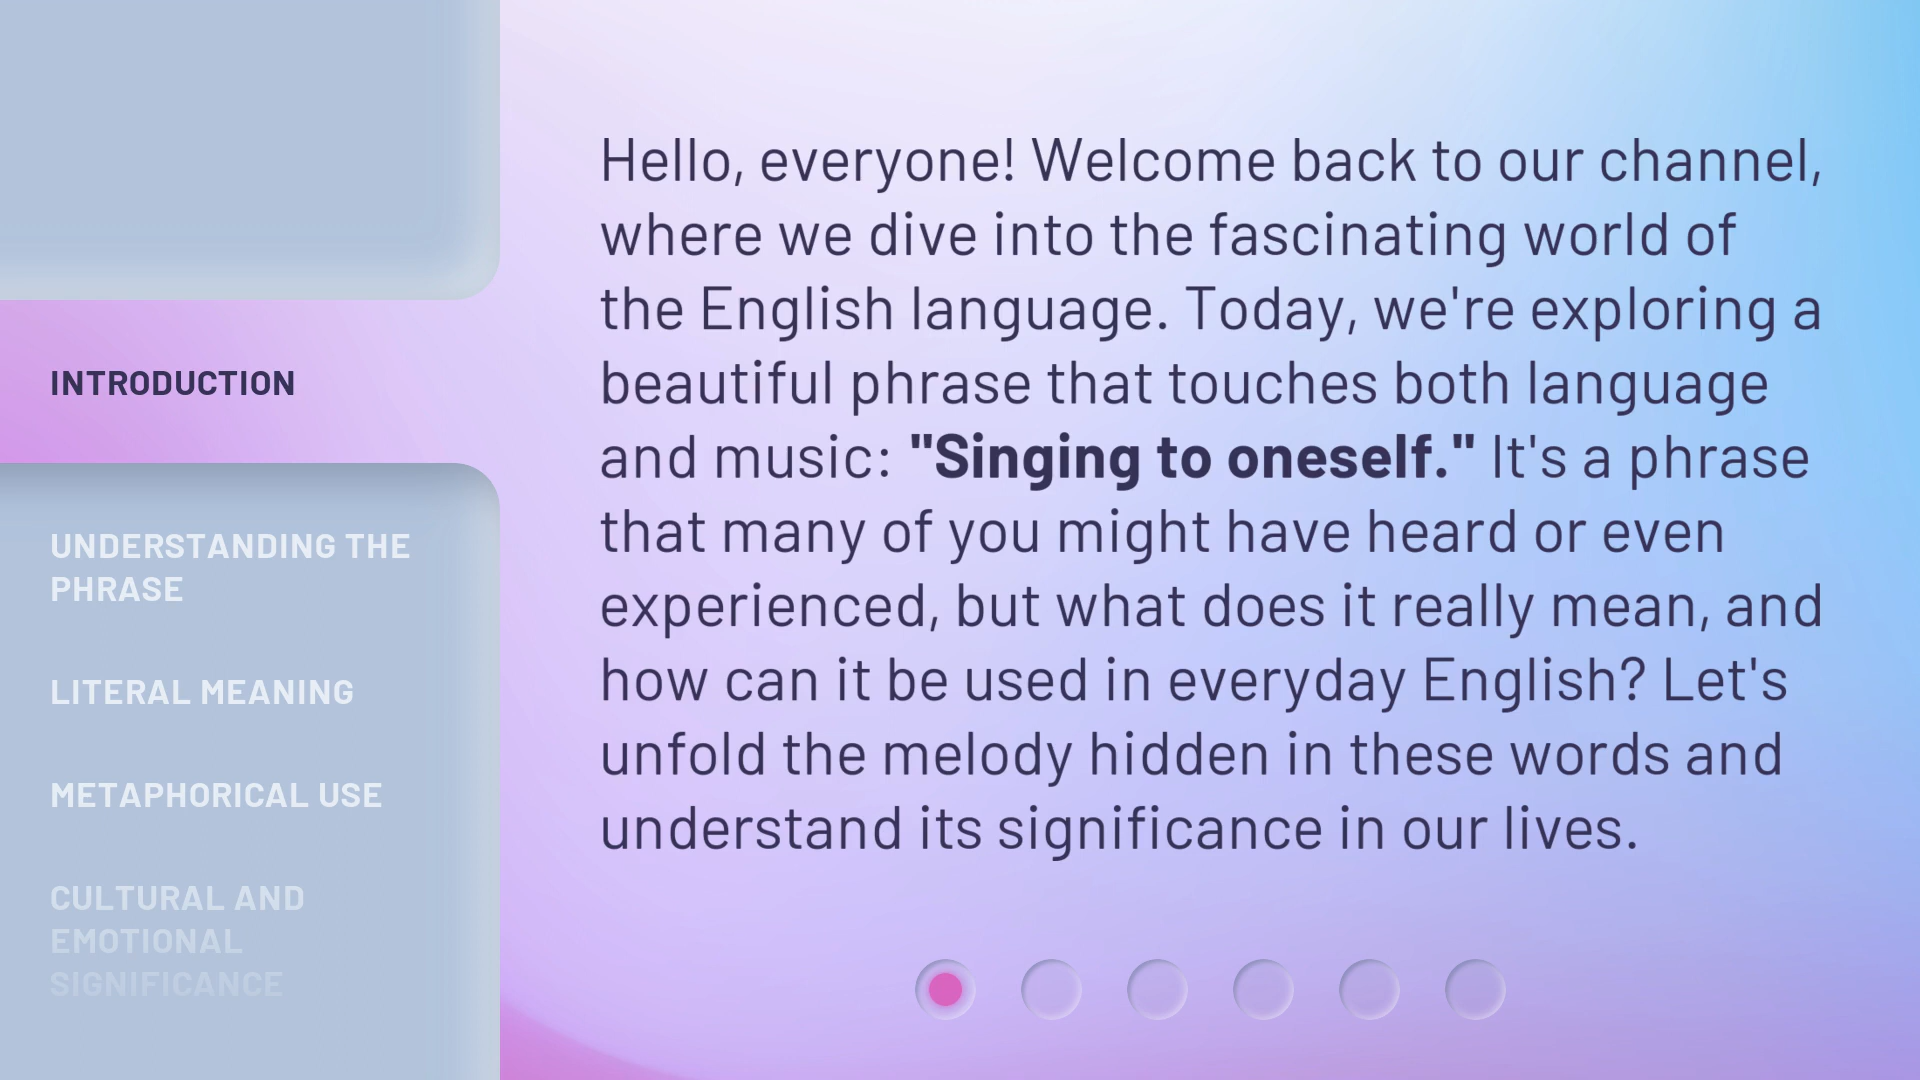 INTRODUCTION
UNDERSTANDING THE
PHRASE
LITERAL MEANING
METAPHORICAL USE
CULTURAL AND
EMOTIONAL
SIGNIFICANCE
Hello, everyone! Welcome back to our channel,
where we dive into the fascinating world of
the English language. Today, we're exploring a
beautiful phrase that touches both language
and music: "Singing to oneself." It's a phrase
that many of you might have heard or even
experienced, but what does it really mean, and
how can it be used in everyday English? Let's
unfold the melody hidden in these words and
understand its significance in our lives.